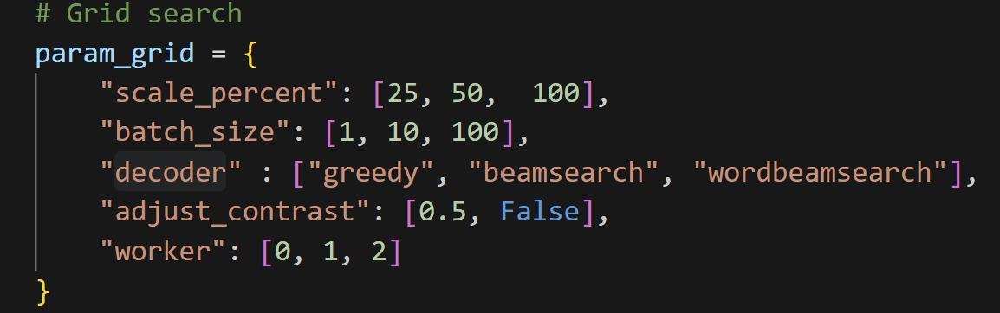 # Grid search
param_grid = {
    "scale_percent": [25, 50,  100],
    "batch_size": [1, 10, 100],
    "decoder" : ["greedy", "beamsearch", "wordbeamsearch"],
    "adjust_contrast": [0.5, False],
    "worker": [0, 1, 2]
}